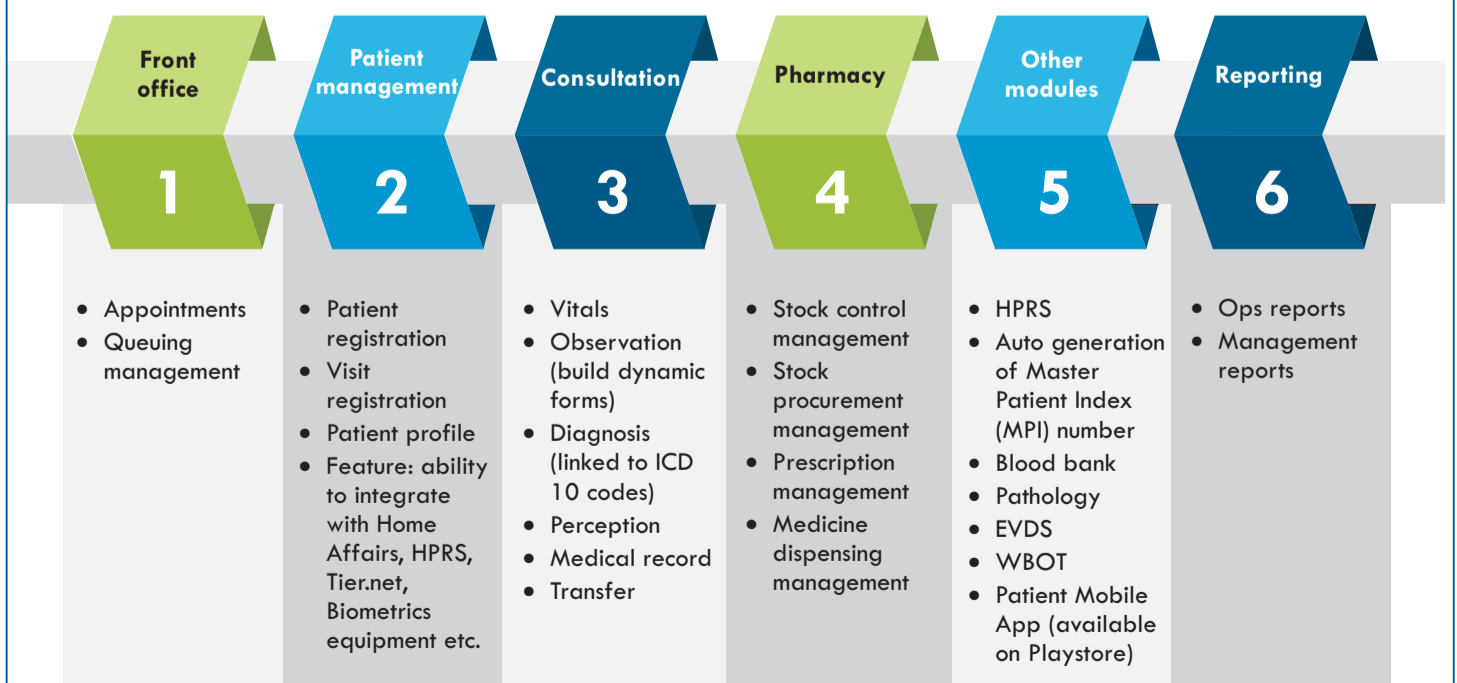 Front
office
Patient
management
Consultation
Pharmacy
Other
modules
Reporting
1
2
3
4
5
6
• Appointments
• Queuing
management
• Patient
registration
• Visit
registration
• Patient profile
• Feature: ability
to integrate
with Home
Affairs, HPRS,
Tier.net,
Biometrics
equipment etc.
• Vitals
• Observation
(build dynamic
forms)
• Diagnosis
(linked to ICD
10 codes)
• Perception
• Medical record
• Transfer
• Stock control
management
• Stock
procurement
management
• Prescription
management
• Medicine
dispensing
management
• HPRS
• Auto generation
of Master
Patient Index
(MPI) number
• Blood bank
• Pathology
• EVDS
• WBOT
• Patient Mobile
App (available
on Playstore)
• Ops reports
• Management
reports